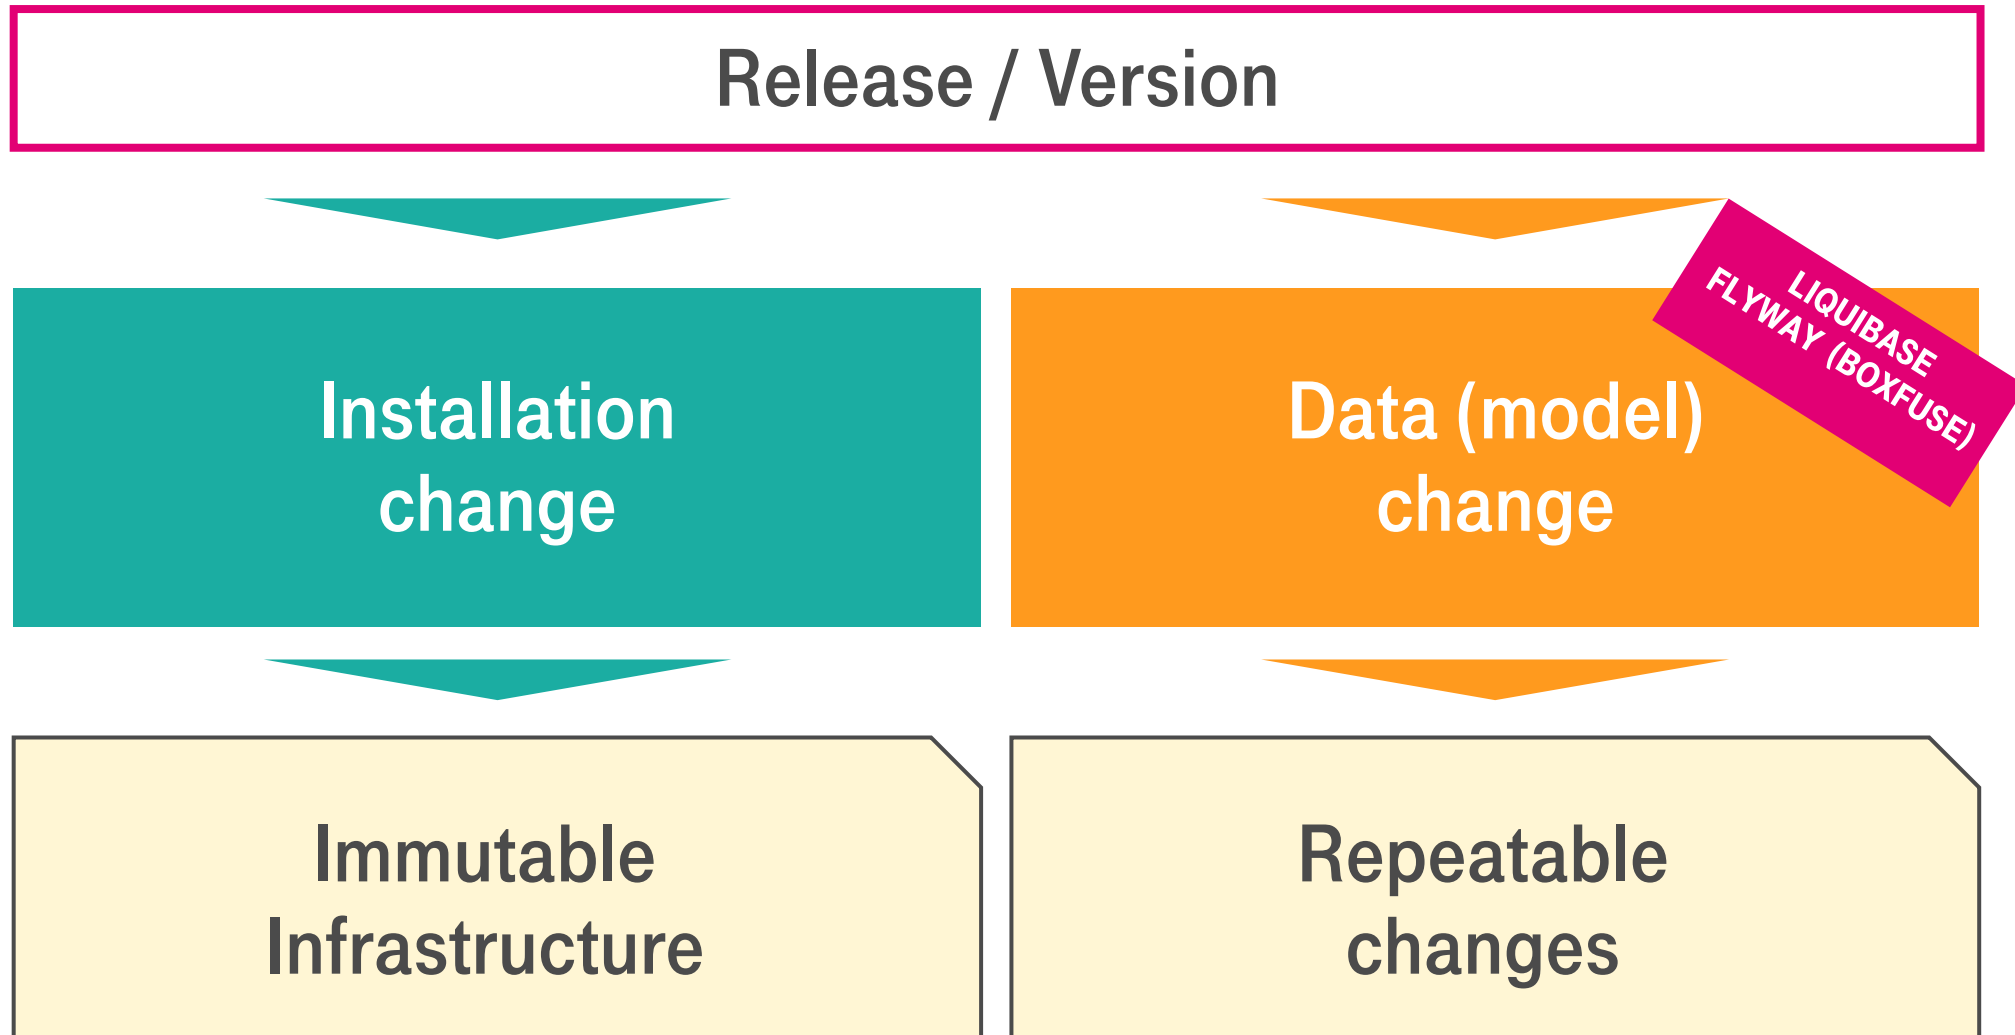 Release / Version
Installation
change
Data (model)
change
LIQUIBASE
FLYWAY (BOXFUSE)
Immutable
Infrastructure
Repeatable
changes